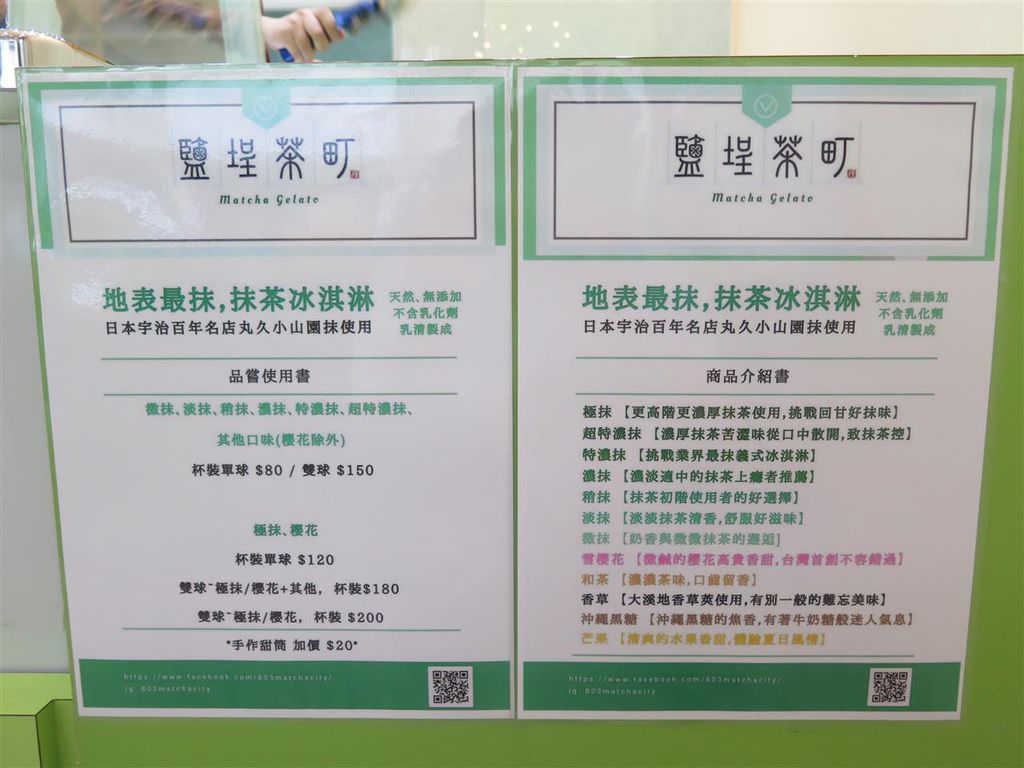 鹽埕茶町
Matcha Gelato
地表最抹,抹茶冰淇淋
日本宇治百年名店丸久小山園抹使用
天然、無添加
不含乳化劑
乳清製成
品嘗使用書
微抹、淡抹、稍抹、濃抹、特濃抹、超特濃抹、
其他口味(櫻花除外)
杯裝單球 $80 / 雙球 $150
極抹、櫻花
杯裝單球 $120
雙球~極抹/櫻花+其他, 杯裝$180
雙球~極抹/櫻花, 杯裝 $200
*手作甜筒 加價 $20*
https://www.facebook.com/803matchacity/
ig:803matchacity
鹽埕茶町
Matcha Gelato
地表最抹,抹茶冰淇淋
日本宇治百年名店丸久小山園抹使用
天然、無添加
不含乳化劑
乳清製成
商品介紹書
極抹 【更高階更濃厚抹茶使用,挑戰回甘好抹味】
超特濃抹 【濃厚抹茶苦澀味從口中散開,致抹茶控】
特濃抹 【挑戰業界最抹義式冰淇淋】
濃抹 【濃淡適中的抹茶上癮者推薦】
稍抹 【抹茶初階使用者的好選擇】
淡抹 【淡淡抹茶清香,舒服好滋味】
微抹 【奶香與微微抹茶的邂逅]
雪櫻花 【微鹹的櫻花高貴香甜,台灣首創不容錯過】
和茶 【濃濃茶味,口齒留香】
香草 【大溪地香草莢使用,有別一般的難忘美味】
沖繩黑糖 【沖繩黑糖的焦香,有著牛奶糖般迷人氣息】
芒果 【清爽的水果香甜,體驗夏日風情】
https://www.facebook.com/803matchacity/
ig:803matchacity